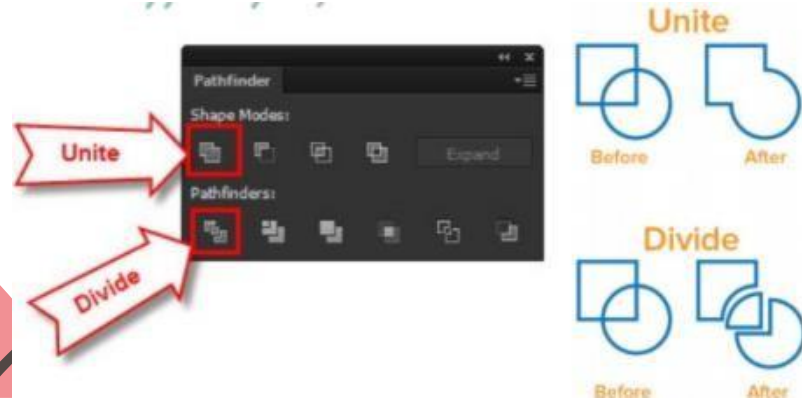 Pathfinder
Shape Modes:
Expand
Pathfinders:
Unite
Divide
Unite
Before After
Divide
Before After